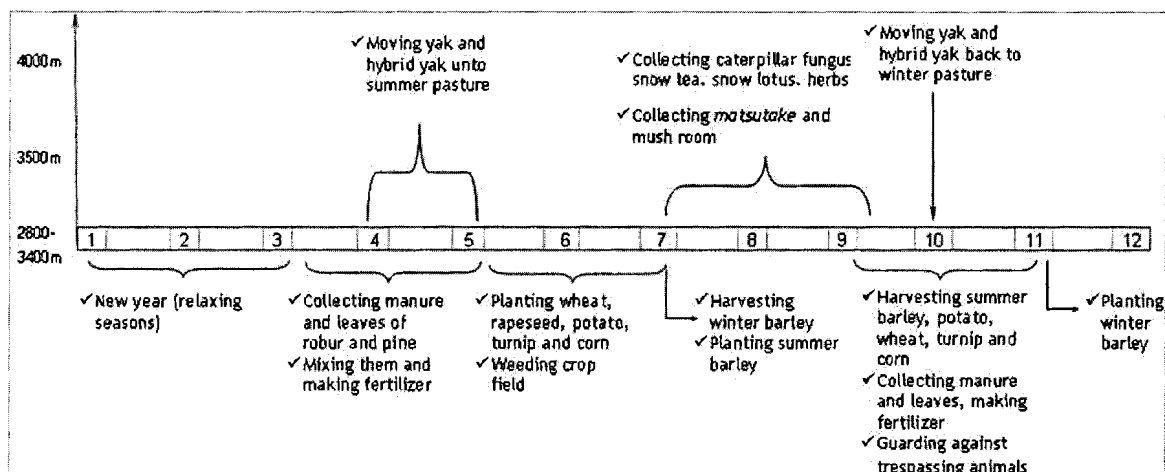 4000m
3500m
2800-
3400m
✓Moving yak and
hybrid yak unto
summer pasture
✓Collecting caterpillar fungus
snow tea. snow lotus. herbs
✓Collecting matsutake and
mush room
✓Moving yak and
hybrid yak back to
winter pasture
1 2 3 4 5 6 7 8 9 10 11 12
✓New year (relaxing
seasons)
✓Collecting manure
and leaves of
robur and pine
✓Mixing them and
making fertilizer
✓Planting wheat,
rapeseed, potato,
turnip and corn
✓Weeding crop
field
✓Harvesting
winter barley
✓Planting summer
barley
✓Harvesting summer
barley, potato,
wheat, turnip and
corn
✓Collecting manure
and leaves, making
fertilizer
✓Guarding against
trespassing animals
✓Planting
winter
barley